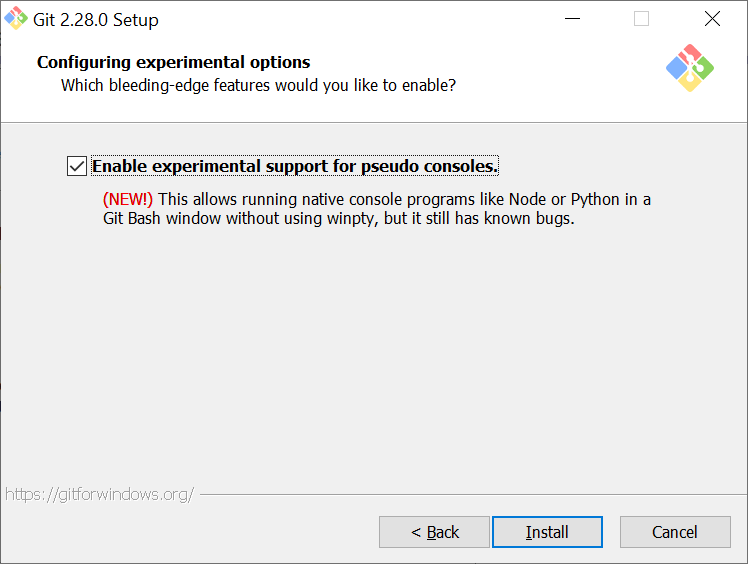 Git 2.28.0 Setup
Configuring experimental options
Which bleeding-edge features would you like to enable?
Enable experimental support for pseudo consoles.
(NEW!) This allows running native console programs like Node or Python in a
Git Bash window without using winpty, but it still has known bugs.
https://gitforwindows.org/
< Back Install Cancel